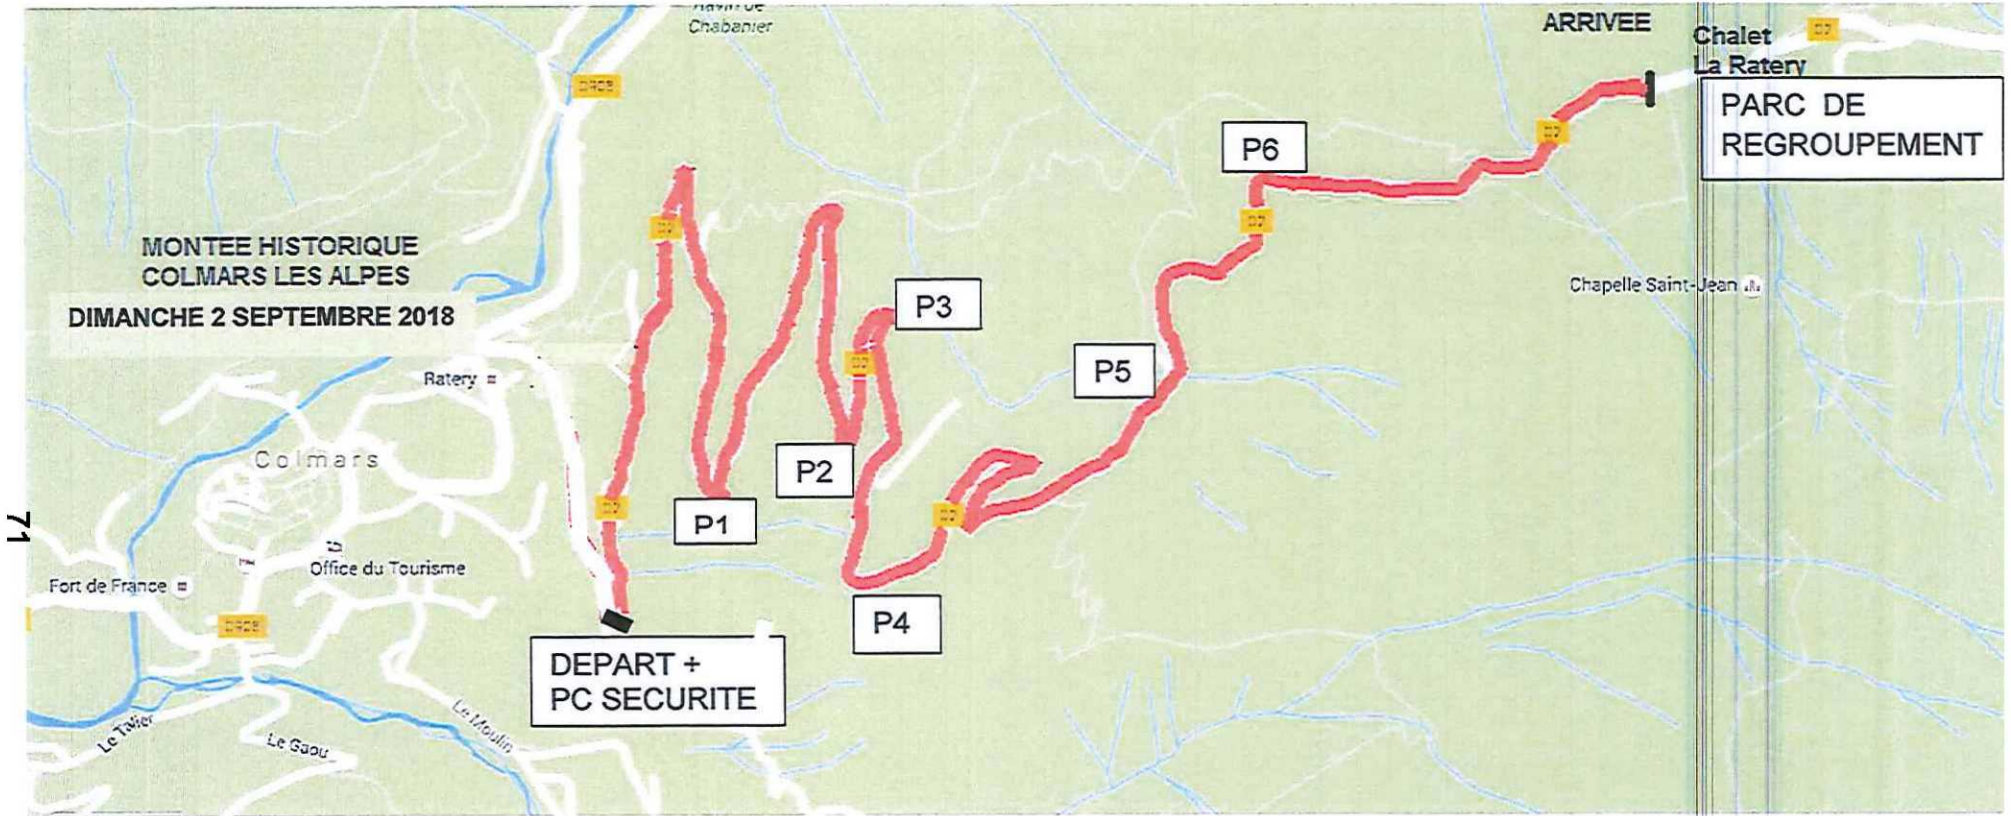 Chabanier
ARRIVEE
Chalet
La Ratery
PARC DE
REGROUPEMENT
P6
MONTEE HISTORIQUE
COLMARS LES ALPES
DIMANCHE 2 SEPTEMBRE 2018
Chapelle Saint-Jean
P3
P5
Ratery
Colmars
P2
P1
71
Office du Tourisme
Fort de France
P4
DEPART +
PC SECURITE
Le Moulin
Le Gaou